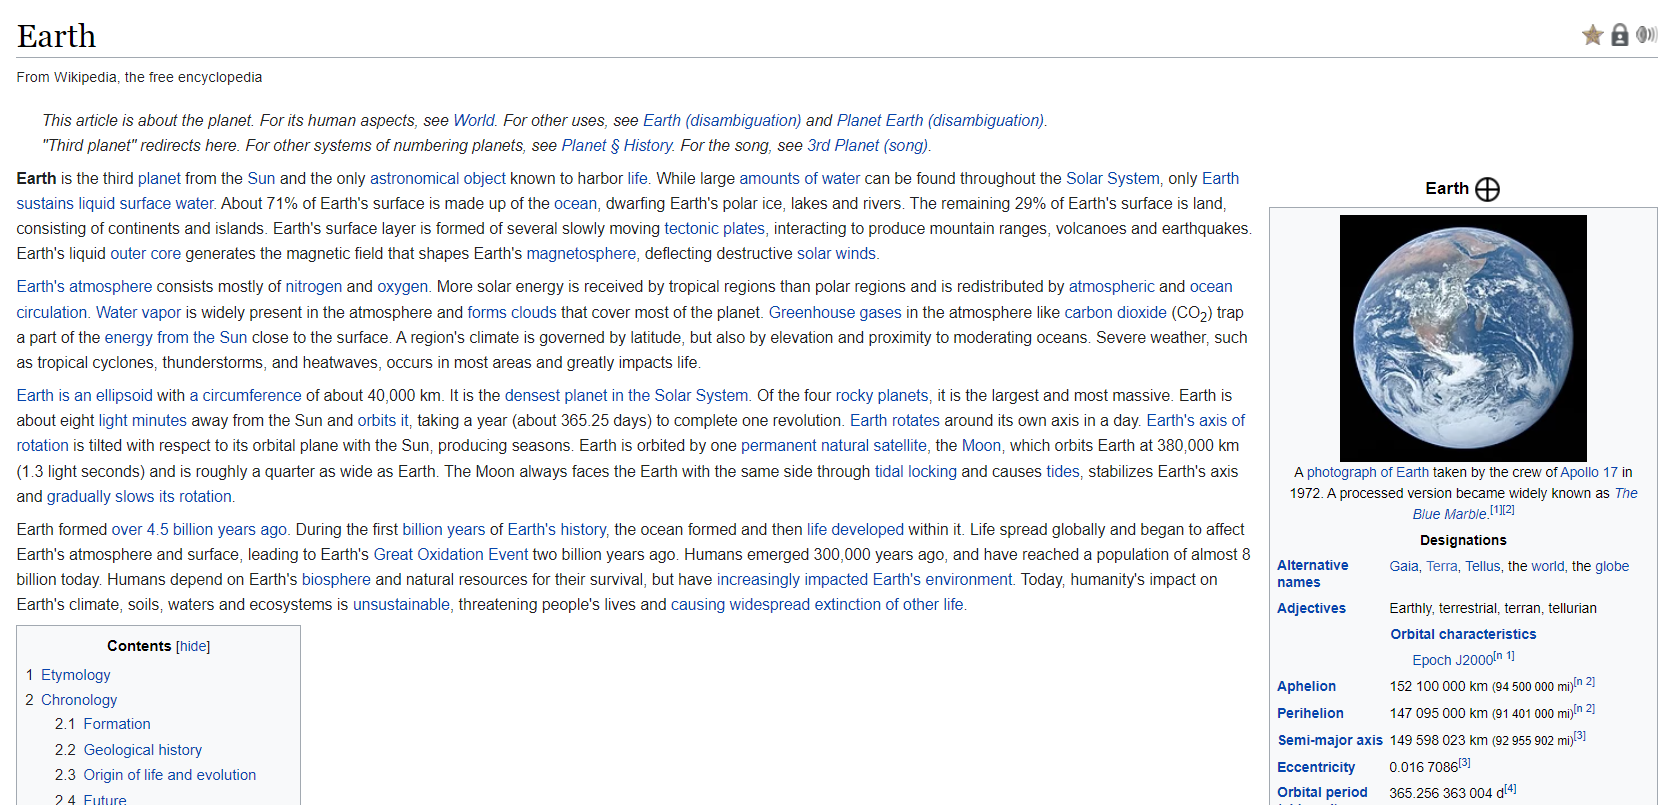 Earth
From Wikipedia, the free encyclopedia
This article is about the planet. For its human aspects, see World. For other uses, see Earth (disambiguation) and Planet Earth (disambiguation).
"Third planet" redirects here. For other systems of numbering planets, see Planet § History. For the song, see 3rd Planet (song).
Earth is the third planet from the Sun and the only astronomical object known to harbor life. While large amounts of water can be found throughout the Solar System, only Earth
sustains liquid surface water. About 71% of Earth's surface is made up of the ocean, dwarfing Earth's polar ice, lakes and rivers. The remaining 29% of Earth's surface is land,
consisting of continents and islands. Earth's surface layer is formed of several slowly moving tectonic plates, interacting to produce mountain ranges, volcanoes and earthquakes.
Earth's liquid outer core generates the magnetic field that shapes Earth's magnetosphere, deflecting destructive solar winds.
Earth's atmosphere consists mostly of nitrogen and oxygen. More solar energy is received by tropical regions than polar regions and is redistributed by atmospheric and ocean
circulation. Water vapor is widely present in the atmosphere and forms clouds that cover most of the planet. Greenhouse gases in the atmosphere like carbon dioxide (CO₂) trap
a part of the energy from the Sun close to the surface. A region's climate is governed by latitude, but also by elevation and proximity to moderating oceans. Severe weather, such
as tropical cyclones, thunderstorms, and heatwaves, occurs in most areas and greatly impacts life.
Earth is an ellipsoid with a circumference of about 40,000 km. It is the densest planet in the Solar System. Of the four rocky planets, it is the largest and most massive. Earth is
about eight light minutes away from the Sun and orbits it, taking a year (about 365.25 days) to complete one revolution. Earth rotates around its own axis in a day. Earth's axis of
rotation is tilted with respect to its orbital plane with the Sun, producing seasons. Earth is orbited by one permanent natural satellite, the Moon, which orbits Earth at 380,000 km
(1.3 light seconds) and is roughly a quarter as wide as Earth. The Moon always faces the Earth with the same side through tidal locking and causes tides, stabilizes Earth's axis
and gradually slows its rotation.
Earth formed over 4.5 billion years ago. During the first billion years of Earth's history, the ocean formed and then life developed within it. Life spread globally and began to affect
Earth's atmosphere and surface, leading to Earth's Great Oxidation Event two billion years ago. Humans emerged 300,000 years ago, and have reached a population of almost 8
billion today. Humans depend on Earth's biosphere and natural resources for their survival, but have increasingly impacted Earth's environment. Today, humanity's impact on
Earth's climate, soils, waters and ecosystems is unsustainable, threatening people's lives and causing widespread extinction of other life.
Contents [hide]
1 Etymology
2 Chronology
2.1 Formation
2.2 Geological history
2.3 Origin of life and evolution
2.4 Future
Earth
A photograph of Earth taken by the crew of Apollo 17 in
1972. A processed version became widely known as The
Blue Marble.[1][2]
Designations
Alternative names Gaia, Terra, Tellus, the world, the globe
Adjectives Earthly, terrestrial, terran, tellurian
Orbital characteristics
Epoch J2000[n 1]
Aphelion 152 100 000 km (94 500 000 mi)[n 2]
Perihelion 147 095 000 km (91 401 000 mi)[n 2]
Semi-major axis 149 598 023 km (92 955 902 mi)[3]
Eccentricity 0.016 7086[3]
Orbital period 365.256 363 004 d[4]